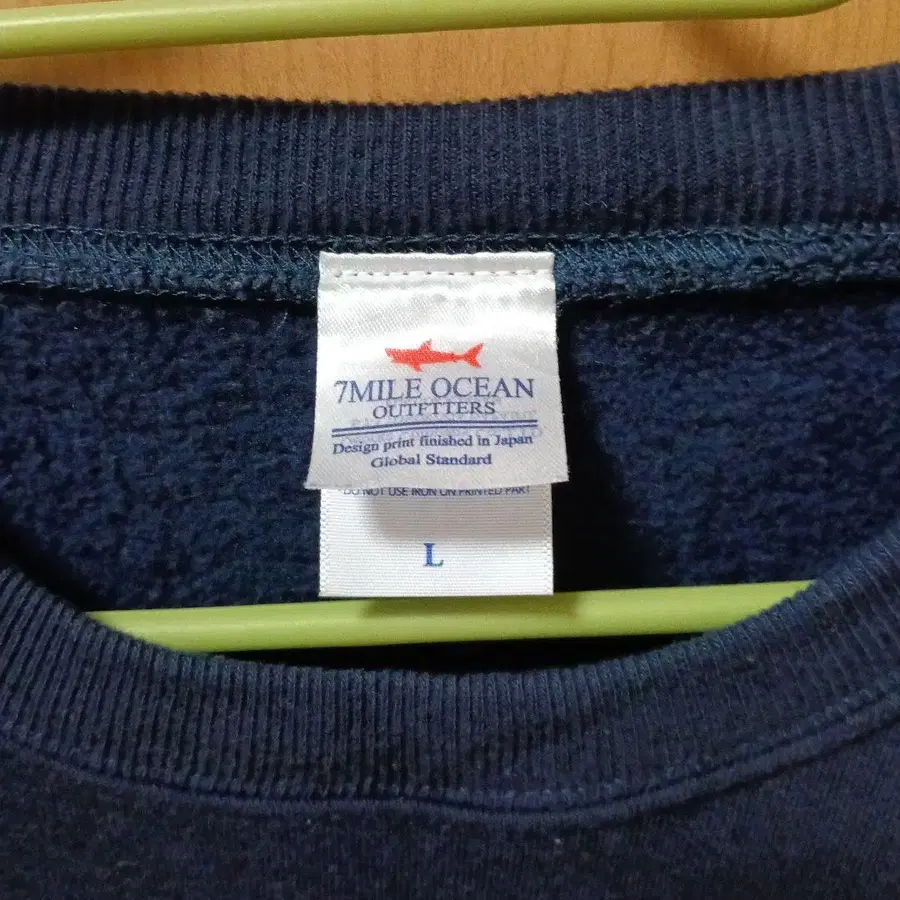 7MILE OCEAN
OUTFTTERS
Design print finished in Japan
Global Standard
*DO NOT USE IRON ON PRINTED PART
L